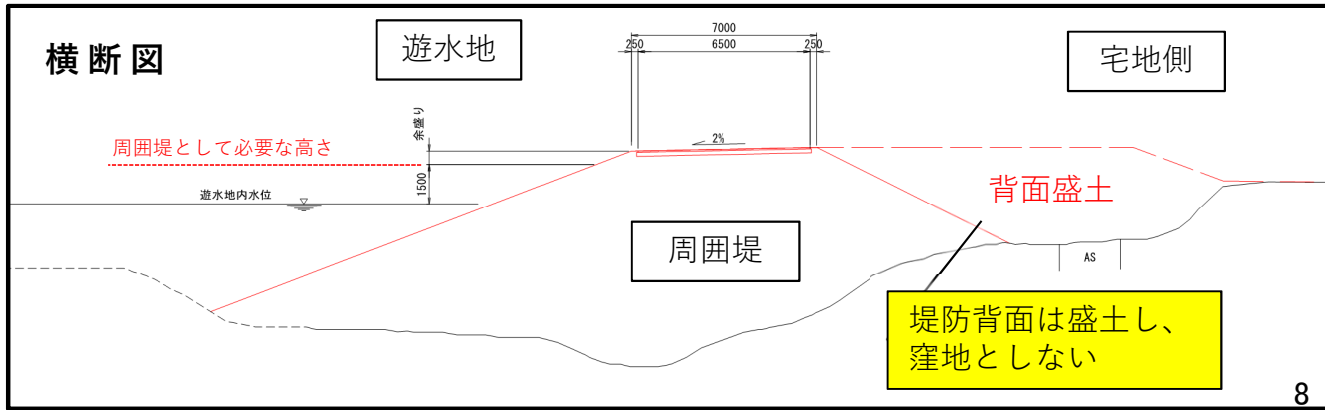 横断図
遊水地
7000
250
6500
250
宅地側
余盛り
2%
周囲堤として必要な高さ
1500
遊水地内水位
背面盛土
周囲堤
AS
堤防背面は盛土し、
窪地としない
8